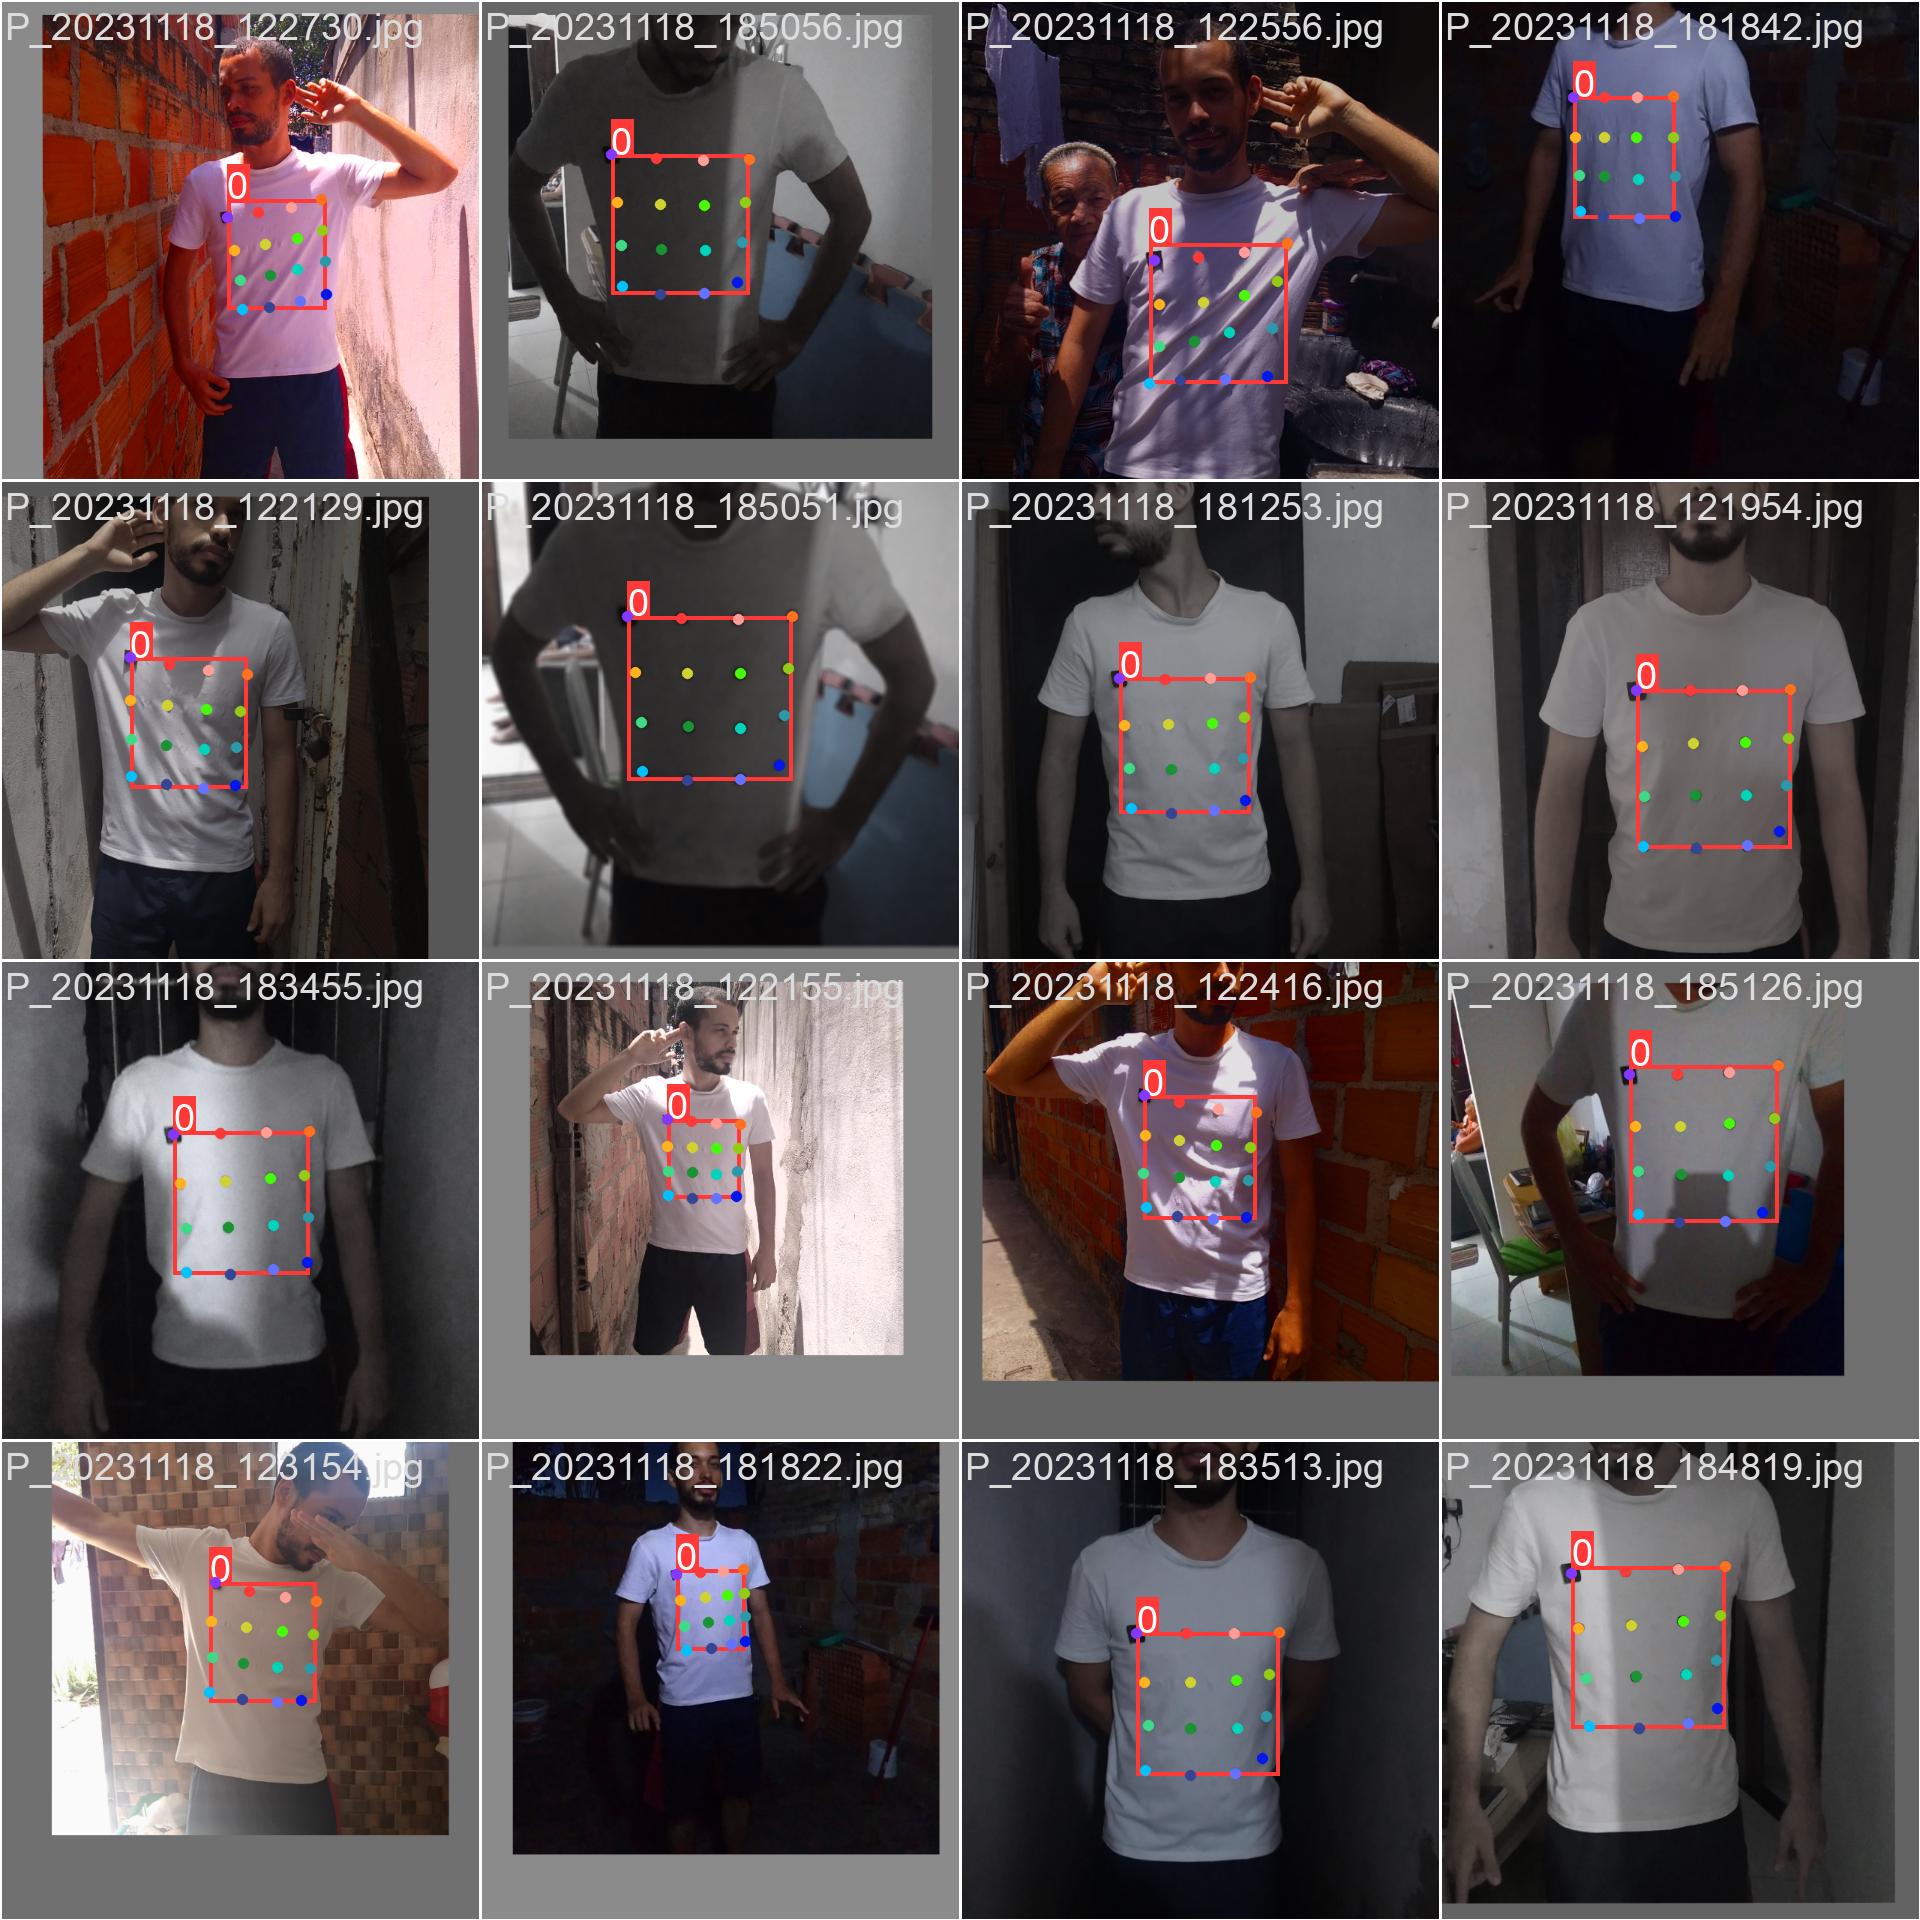 P_20231118_122730.jpg
P_20231118_185056.jpg
P_20231118_122556.jpg
P_20231118_181842.jpg
0
0
0
0
P_20231118_122129.jpg
P_20231118_185051.jpg
P_20231118_181253.jpg
P_20231118_121954.jpg
0
0
0
0
P_20231118_183455.jpg
P_20231118_122155.jpg
P_20231118_122416.jpg
P_20231118_185126.jpg
0
0
0
0
P_20231118_123154.jpg
P_20231118_181822.jpg
P_20231118_183513.jpg
P_20231118_184819.jpg
0
0
0
0